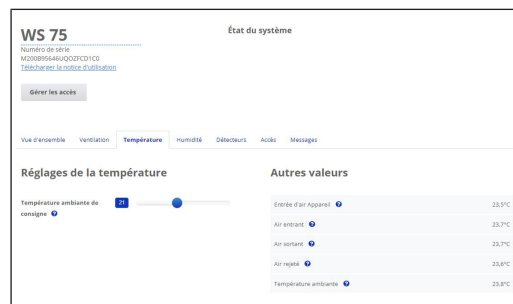 WS 75
État du système
Numéro de série
M200B95646UQOZFCD1C0
Télécharger la notice d'utilisation
Gérer les accès
Vue d'ensemble Ventilation Température Humidité Détecteurs Accès Messages
Réglages de la température
Température ambiante de 21
consigne ?
Autres valeurs
Entrée d'air Appareil ? 23,5°C
Air entrant ? 23,7°C
Air sortant ? 23,7°C
Air rejeté ? 23,6°C
Température ambiante ? 23,8°C